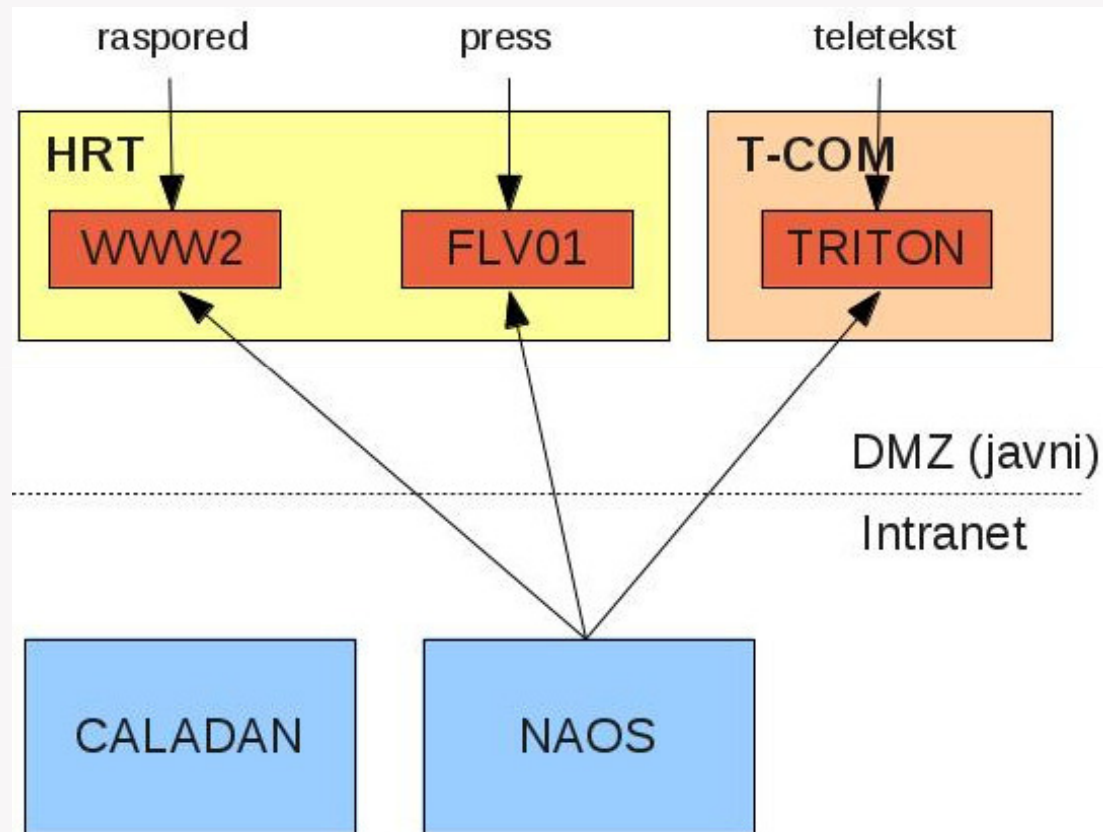 raspored press teletekst
HRT T-COM
WWW2 FLV01 TRITON
DMZ (javni)
Intranet
CALADAN NAOS